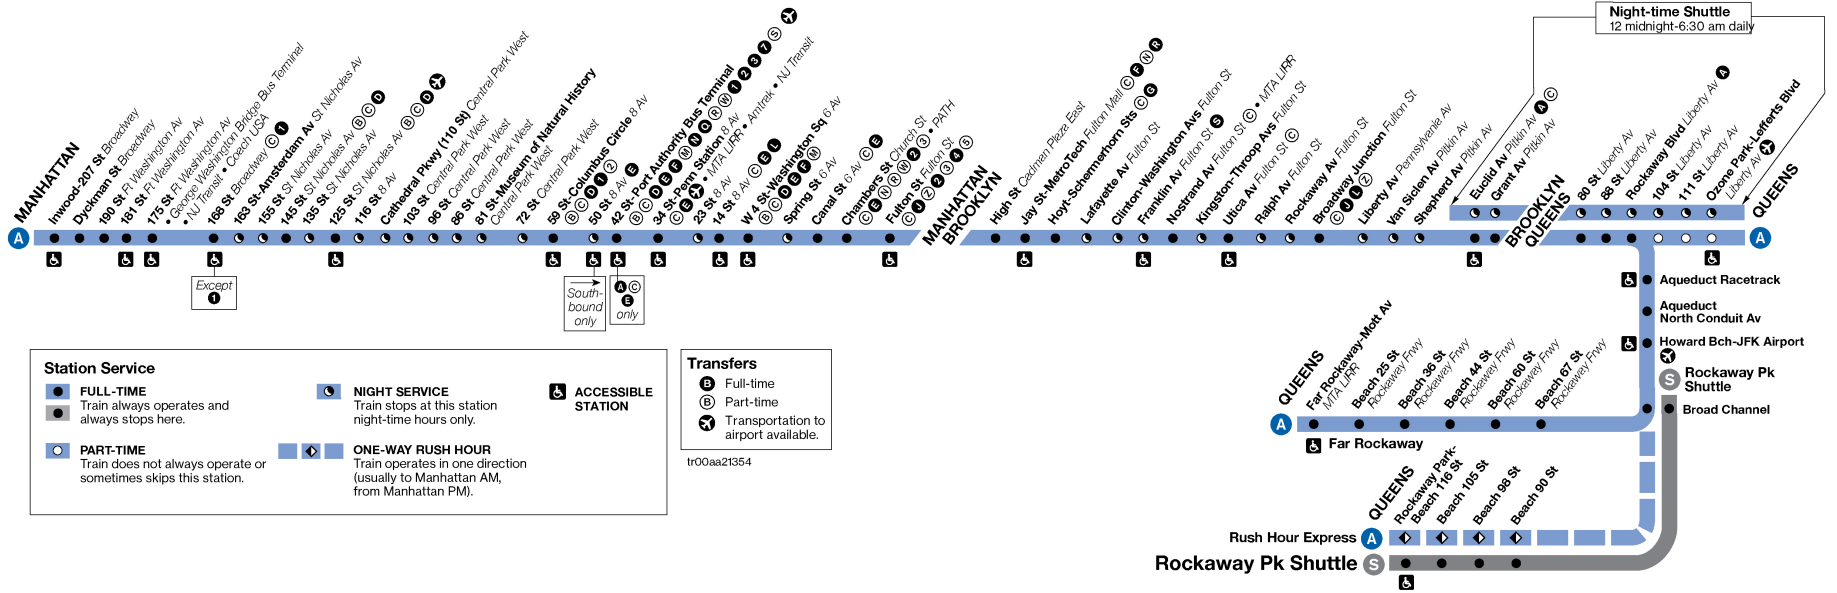 Night-time Shuttle
12 midnight-6:30 am daily
MANHATTAN
Inwood-207 St Broadway
Dyckman St Broadway
190 St Ft Washington Av
181 St Ft Washington Av
175 St Ft Washington Av
• George Washington Bridge Bus Terminal
• NJ Transit • Coach USA
168 St Broadway C 1
163 St-Amsterdam Av St Nicholas Av
155 St St Nicholas Av B C D
145 St St Nicholas Av
135 St St Nicholas Av
125 St St Nicholas Av B C D
116 St 8 Av
Cathedral Pkwy (110 St) Central Park West
103 St Central Park West
96 St Central Park West
86 St Central Park West
81 St-Museum of Natural History
Central Park West
72 St Central Park West
59 St-Columbus Circle 8 Av
B C D 1 2
50 St 8 Av E
42 St-Port Authority Bus Terminal
B C D E F M N Q R W 1 2 3 7 S
34 St-Penn Station 8 Av
C E • MTA LIRR • Amtrak • NJ Transit
23 St 8 Av
14 St 8 Av C E L
W 4 St-Washington Sq 6 Av
B C D E F M
Spring St 6 Av
Canal St 6 Av C E
Chambers St Church St
C E N R W 2 3 • PATH
Fulton St Fulton St
C J Z 2 3 4 5
MANHATTAN
BROOKLYN
High St Cadman Plaza East
Jay St-MetroTech Fulton Mall C F N R
Hoyt-Schermerhorn Sts C G
Lafayette Av Fulton St
Clinton-Washington Avs Fulton St
Franklin Av Fulton St S
Nostrand Av Fulton St C • MTA LIRR
Kingston-Throop Avs Fulton St
Utica Av Fulton St C
Ralph Av Fulton St
Rockaway Av Fulton St
Broadway Junction Fulton St
C J L Z
Liberty Av Pennsylvania Av
Van Siclen Av Pitkin Av
Shepherd Av Pitkin Av
Euclid Av Pitkin Av A C
Grant Av Pitkin Av
BROOKLYN
QUEENS
80 St Liberty Av
88 St Liberty Av
Rockaway Blvd Liberty Av A
104 St Liberty Av
111 St Liberty Av
Ozone Park-Lefferts Blvd
Liberty Av
QUEENS
A
A
Except
1
South-
bound
only
A C
E
only
Aqueduct Racetrack
Aqueduct
North Conduit Av
Howard Bch-JFK Airport
S Rockaway Pk
Shuttle
Broad Channel
QUEENS
Far Rockaway-Mott Av
MTA LIRR
Beach 25 St
Rockaway Frwy
Beach 36 St
Rockaway Frwy
Beach 44 St
Rockaway Frwy
Beach 60 St
Rockaway Frwy
Beach 67 St
Rockaway Frwy
A
Far Rockaway
QUEENS
Rockaway Park-
Beach 116 St
Beach 105 St
Beach 98 St
Beach 90 St
Rush Hour Express A
Rockaway Pk Shuttle S
Station Service
FULL-TIME
Train always operates and
always stops here.
PART-TIME
Train does not always operate or
sometimes skips this station.
NIGHT SERVICE
Train stops at this station
night-time hours only.
ONE-WAY RUSH HOUR
Train operates in one direction
(usually to Manhattan AM,
from Manhattan PM).
ACCESSIBLE
STATION
Transfers
B Full-time
B Part-time
Transportation to
airport available.
tr00aa21354